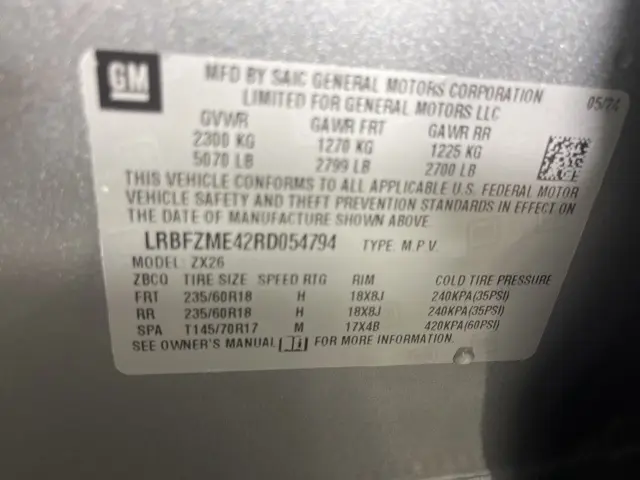 GM
MFD BY SAIC GENERAL MOTORS CORPORATION
LIMITED FOR GENERAL MOTORS LLC
05/24
GVWR GAWR FRT GAWR RR
2300 KG 1270 KG 1225 KG
5070 LB 2799 LB 2700 LB
THIS VEHICLE CONFORMS TO ALL APPLICABLE U.S. FEDERAL MOTOR
VEHICLE SAFETY AND THEFT PREVENTION STANDARDS IN EFFECT ON
THE DATE OF MANUFACTURE SHOWN ABOVE
LRBFZME42RD054794 TYPE: M.P.V.
MODEL: ZX26
ZBCQ TIRE SIZE SPEED RTG RIM COLD TIRE PRESSURE
FRT 235/60R18 H 18X8J 240KPA(35PSI)
RR 235/60R18 H 18X8J 240KPA(35PSI)
SPA T145/70R17 M 17X4B 420KPA(60PSI)
SEE OWNER'S MANUAL FOR MORE INFORMATION.